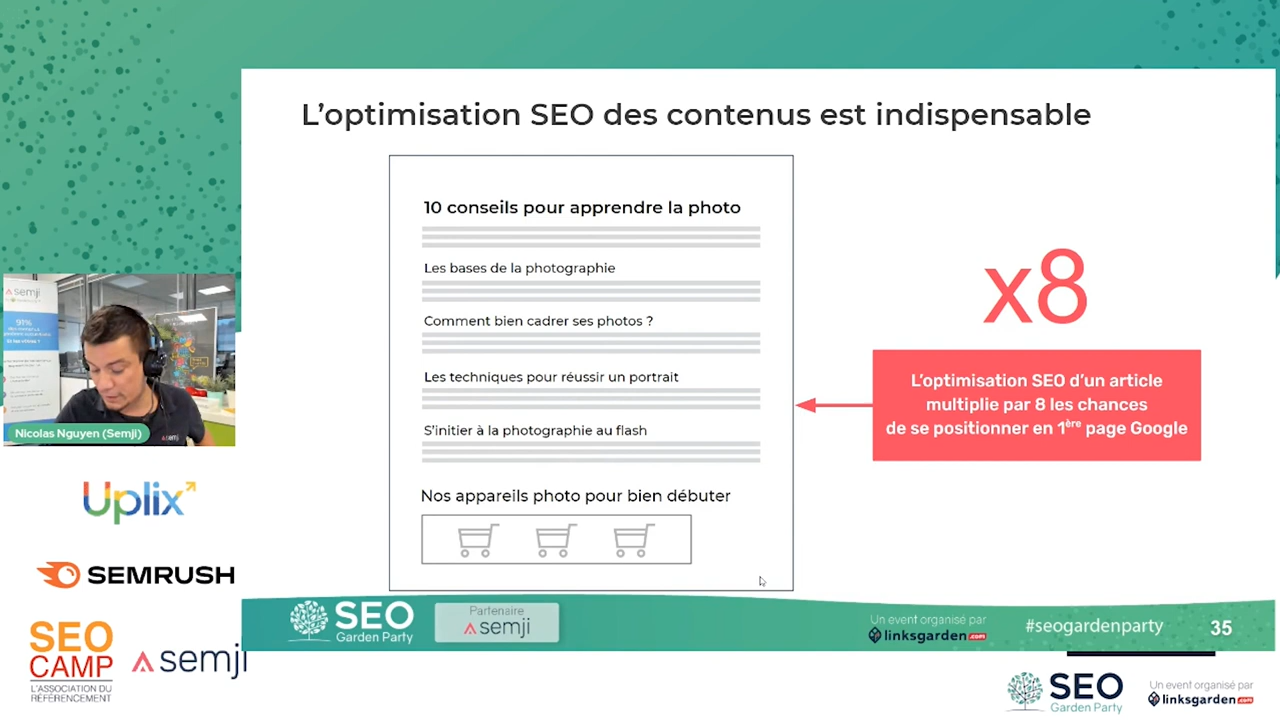 L'optimisation SEO des contenus est indispensable
10 conseils pour apprendre la photo
Les bases de la photographie
Comment bien cadrer ses photos ?
Les techniques pour réussir un portrait
S'initier à la photographie au flash
Nos appareils photo pour bien débuter
x8
L'optimisation SEO d'un article
multiplie par 8 les chances
de se positionner en 1ère page Google
semji
91%
Nicolas Nguyen (Semji)
semji
Uplix
SEMRUSH
SEO
CAMP
L'ASSOCIATION DU
RÉFÉRENCEMENT
semji
SEO
Garden Party
Partenaire
semji
Un event organisé par
linksgarden.com
#seogardenparty
35
SEO
Garden Party
Un event organisé par
linksgarden.com